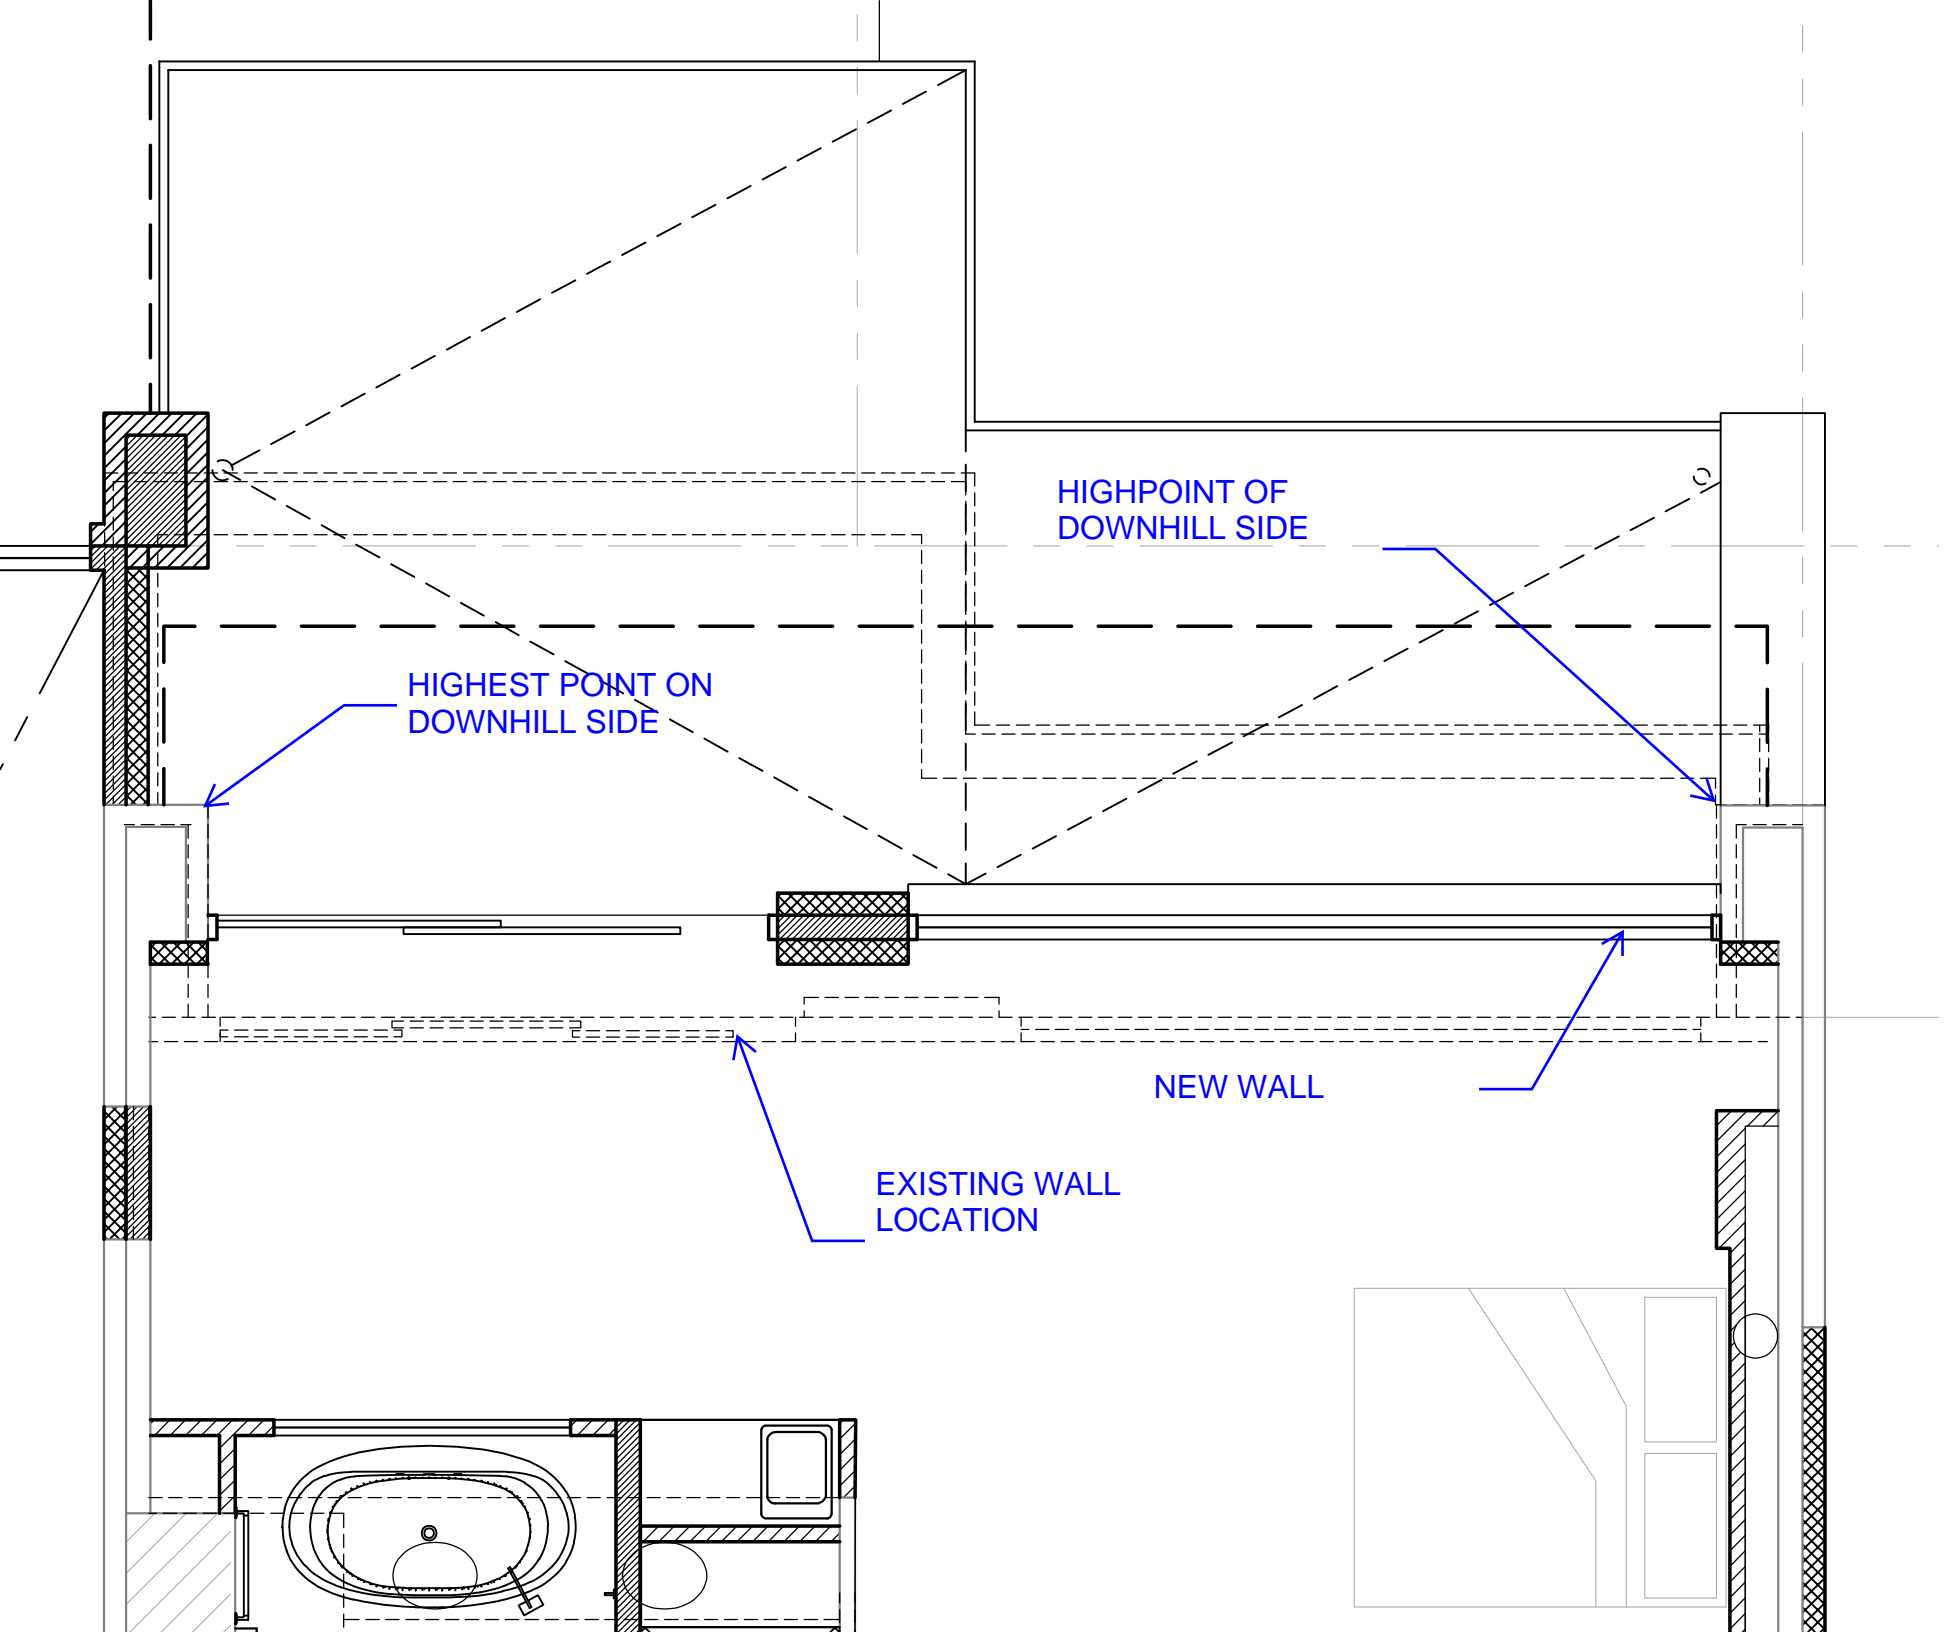 HIGHPOINT OF
DOWNHILL SIDE
HIGHEST POINT ON
DOWNHILL SIDE
NEW WALL
EXISTING WALL
LOCATION